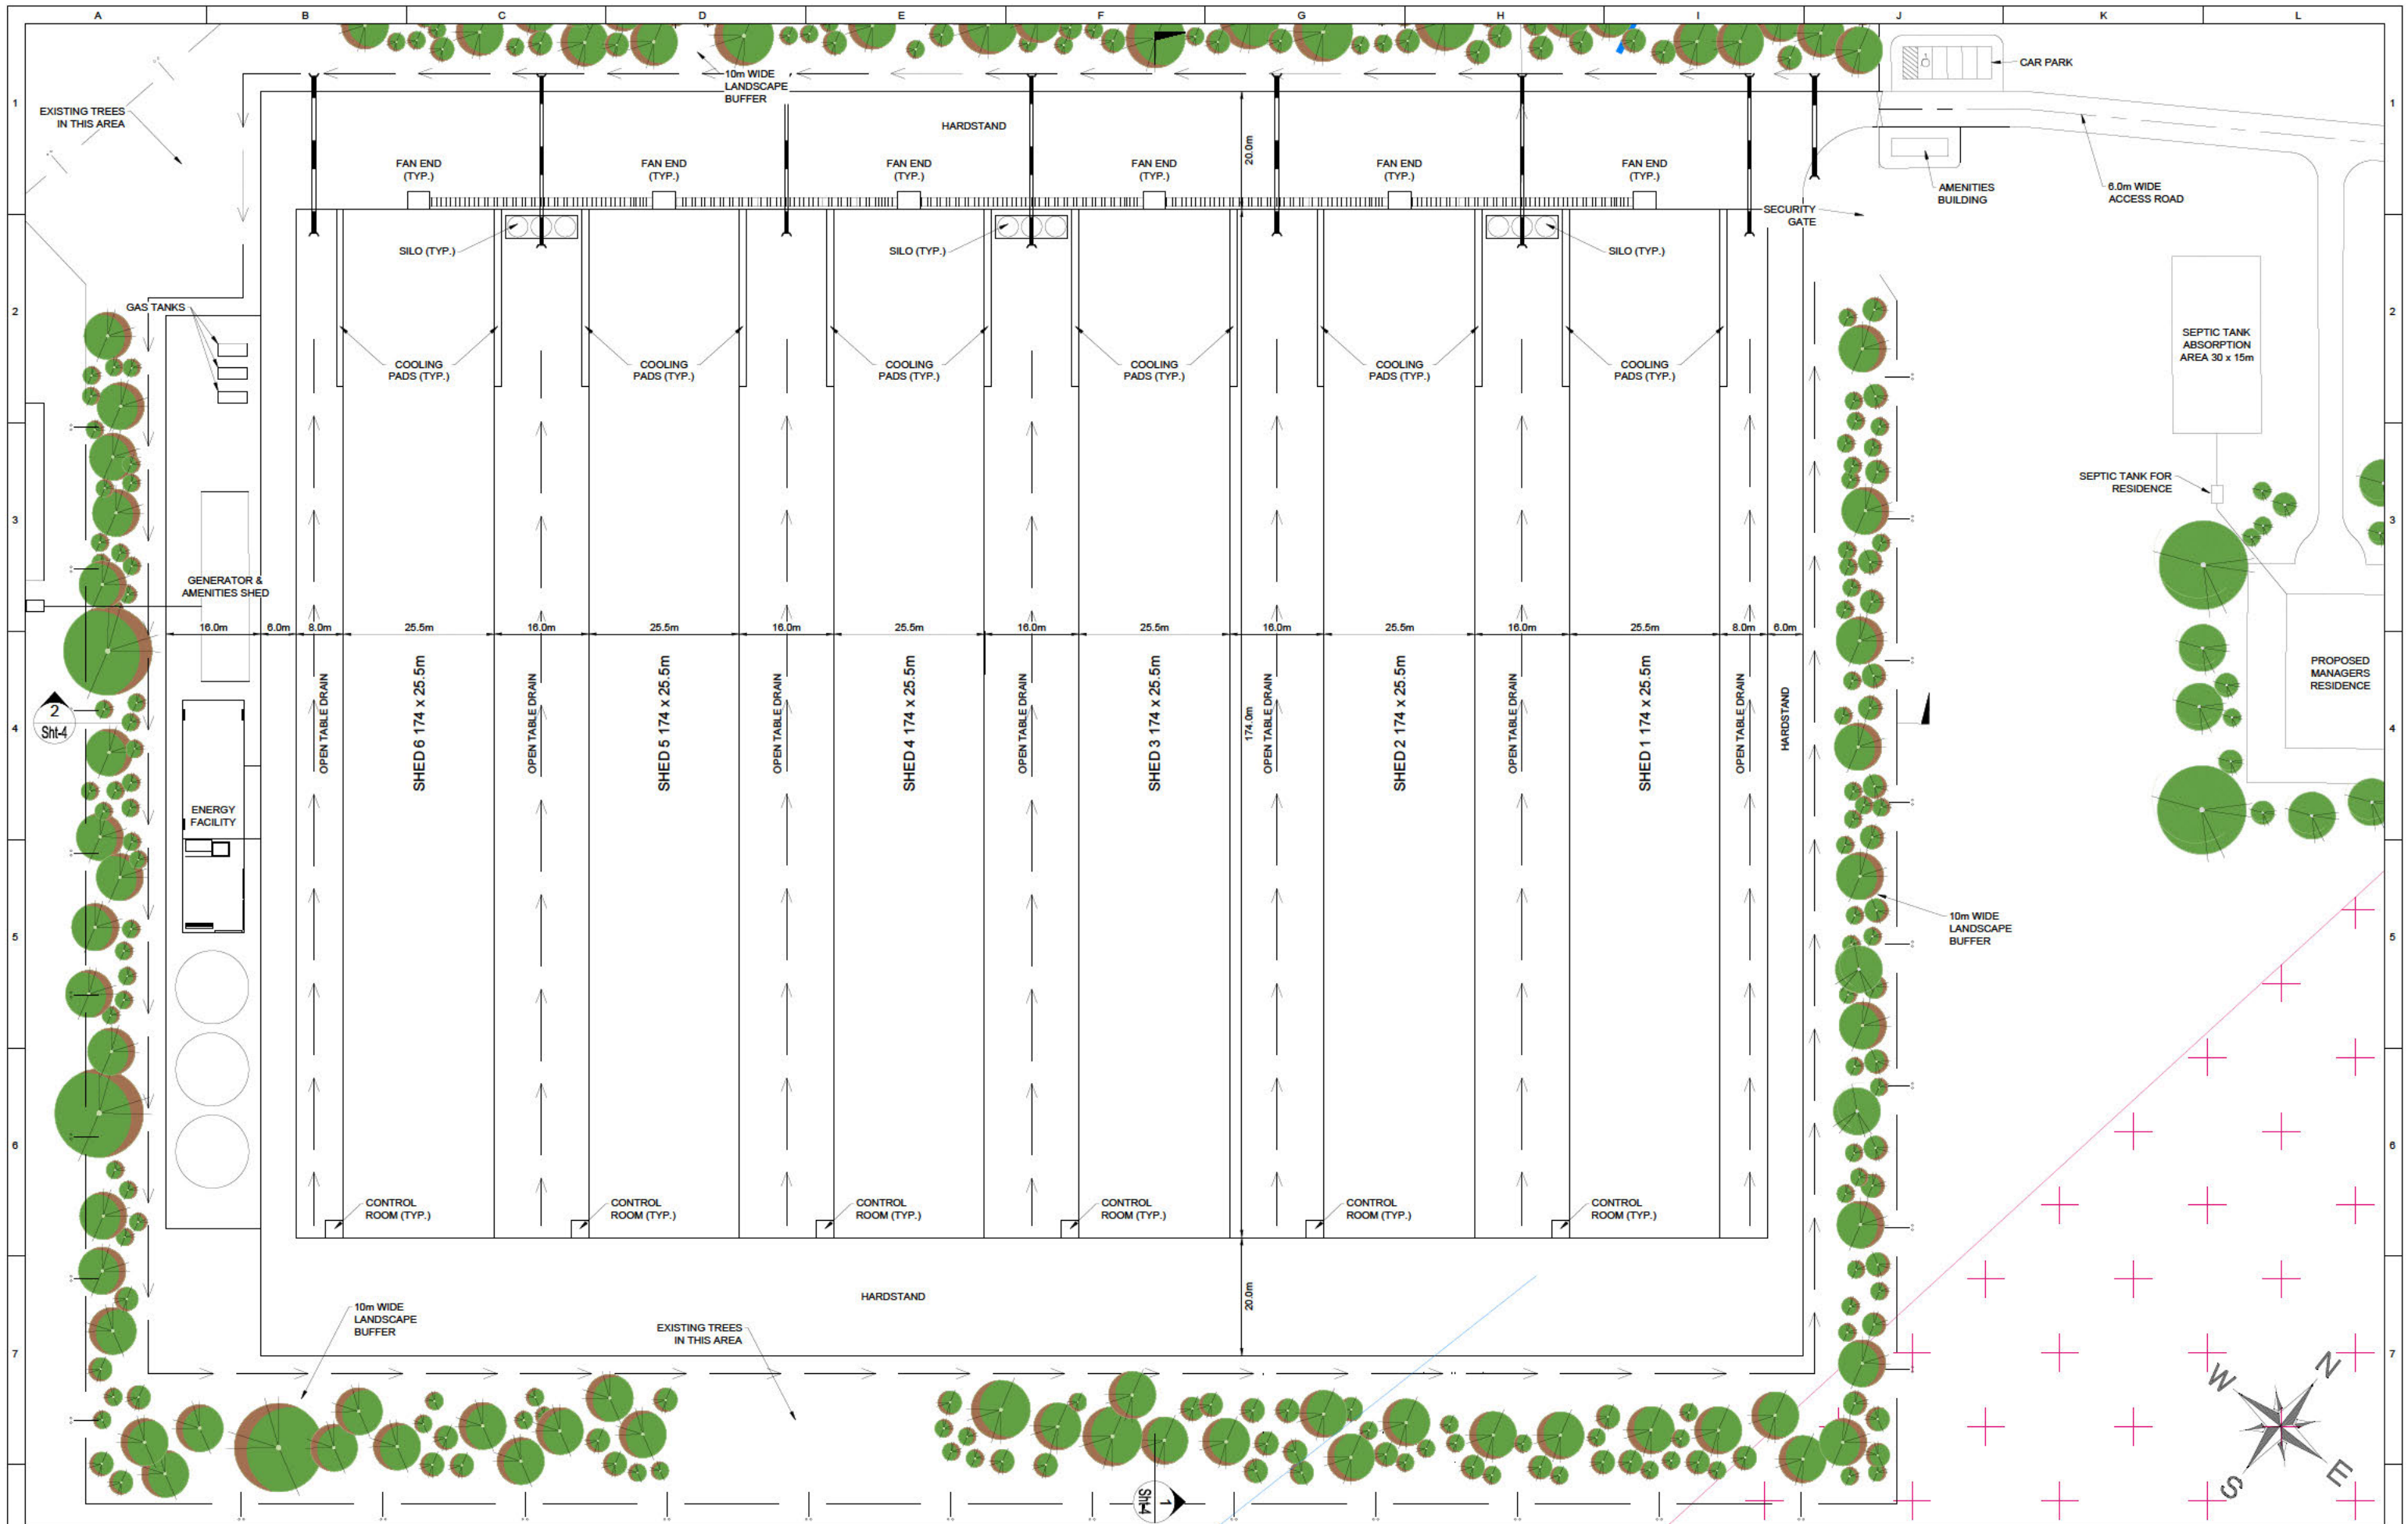 A B C D E F G H I J K L
1
1
10m WIDE
LANDSCAPE
BUFFER
CAR PARK
EXISTING TREES
IN THIS AREA
HARDSTAND
20.0m
FAN END
(TYP.)
FAN END
(TYP.)
FAN END
(TYP.)
FAN END
(TYP.)
FAN END
(TYP.)
FAN END
(TYP.)
AMENITIES
BUILDING
6.0m WIDE
ACCESS ROAD
SECURITY
GATE
SILO (TYP.)
SILO (TYP.)
SILO (TYP.)
2
2
GAS TANKS
SEPTIC TANK
ABSORPTION
AREA 30 x 15m
COOLING
PADS (TYP.)
COOLING
PADS (TYP.)
COOLING
PADS (TYP.)
COOLING
PADS (TYP.)
COOLING
PADS (TYP.)
COOLING
PADS (TYP.)
SEPTIC TANK FOR
RESIDENCE
3
3
GENERATOR &
AMENITIES SHED
16.0m 6.0m 8.0m 25.5m 16.0m 25.5m 16.0m 25.5m 16.0m 25.5m 16.0m 25.5m 16.0m 25.5m 8.0m 6.0m
OPEN TABLE DRAIN
SHED 6 174 x 25.5m
OPEN TABLE DRAIN
SHED 5 174 x 25.5m
OPEN TABLE DRAIN
SHED 4 174 x 25.5m
OPEN TABLE DRAIN
SHED 3 174 x 25.5m
174.0m
OPEN TABLE DRAIN
SHED 2 174 x 25.5m
OPEN TABLE DRAIN
SHED 1 174 x 25.5m
OPEN TABLE DRAIN
HARDSTAND
PROPOSED
MANAGERS
RESIDENCE
2
Sht-4
4
4
ENERGY
FACILITY
10m WIDE
LANDSCAPE
BUFFER
5
5
6
6
CONTROL
ROOM (TYP.)
CONTROL
ROOM (TYP.)
CONTROL
ROOM (TYP.)
CONTROL
ROOM (TYP.)
CONTROL
ROOM (TYP.)
CONTROL
ROOM (TYP.)
HARDSTAND
20.0m
10m WIDE
LANDSCAPE
BUFFER
EXISTING TREES
IN THIS AREA
7
7
W N
S E
1
Sht-4